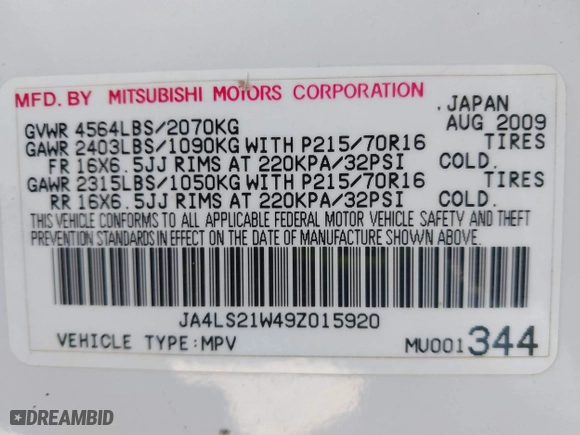 MFD. BY MITSUBISHI MOTORS CORPORATION , JAPAN
GVWR 4564LBS/2070KG AUG 2009
GAWR 2403LBS/1090KG WITH P215/70R16 TIRES
FR 16X6.5JJ RIMS AT 220KPA/32PSI COLD.
GAWR 2315LBS/1050KG WITH P215/70R16 TIRES
RR 16X6.5JJ RIMS AT 220KPA/32PSI COLD.
THIS VEHICLE CONFORMS TO ALL APPLICABLE FEDERAL MOTOR VEHICLE SAFETY AND THEFT
PREVENTION STANDARDS IN EFFECT ON THE DATE OF MANUFACTURE SHOWN ABOVE.
JA4LS21W49Z015920
VEHICLE TYPE:MPV MU001344
DREAMBID